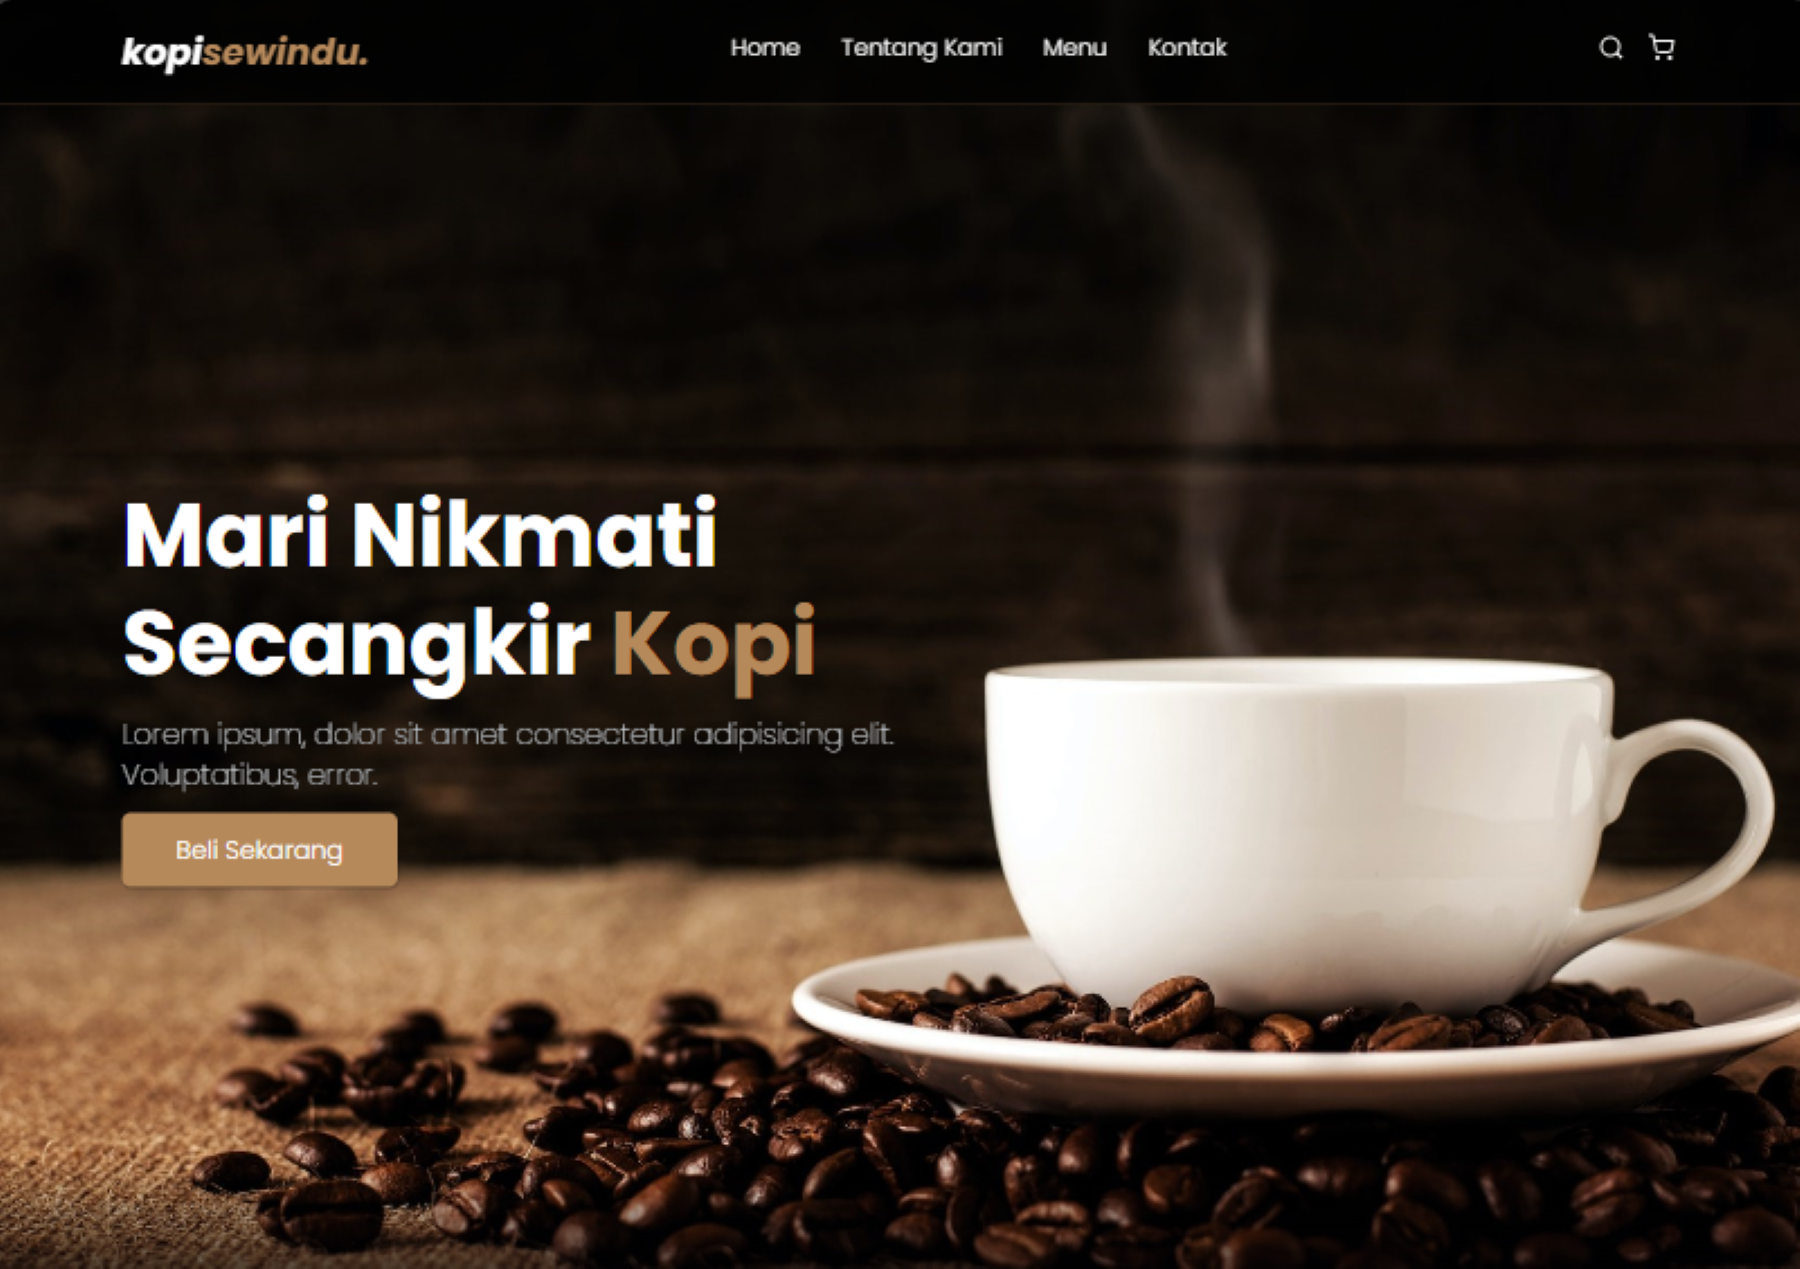 kopisewindu.
Home Tentang Kami Menu Kontak
Mari Nikmati
Secangkir Kopi
Lorem ipsum, dolor sit amet consectetur adipisicing elit.
Voluptatibus, error.
Beli Sekarang